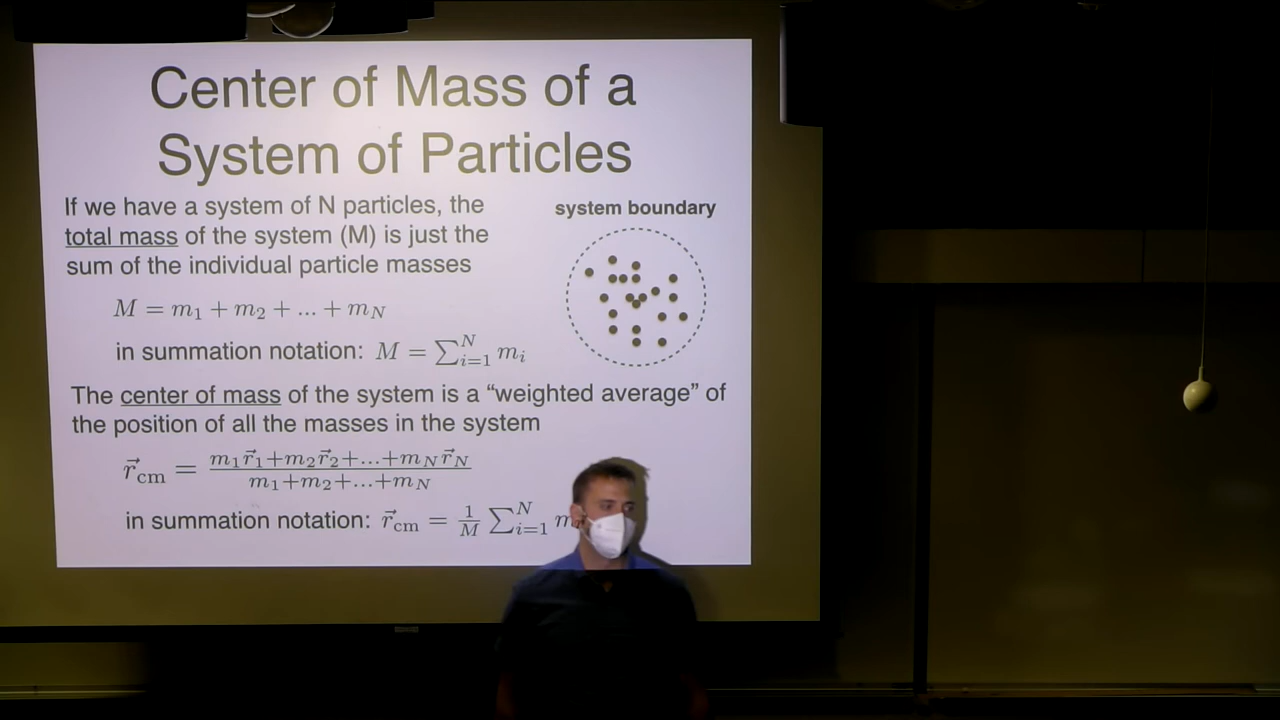 Center of Mass of a
System of Particles
If we have a system of N particles, the
total mass of the system (M) is just the
sum of the individual particle masses
M = m₁ + m₂ + ... + m_N
in summation notation: M = ∑_{i=1}^{N} m_i
system boundary
The center of mass of the system is a “weighted average” of
the position of all the masses in the system
r⃗_cm = (m₁r⃗₁+m₂r⃗₂+...+m_N r⃗_N)/(m₁+m₂+...+m_N)
in summation notation: r⃗_cm = 1/M ∑_{i=1}^{N} m